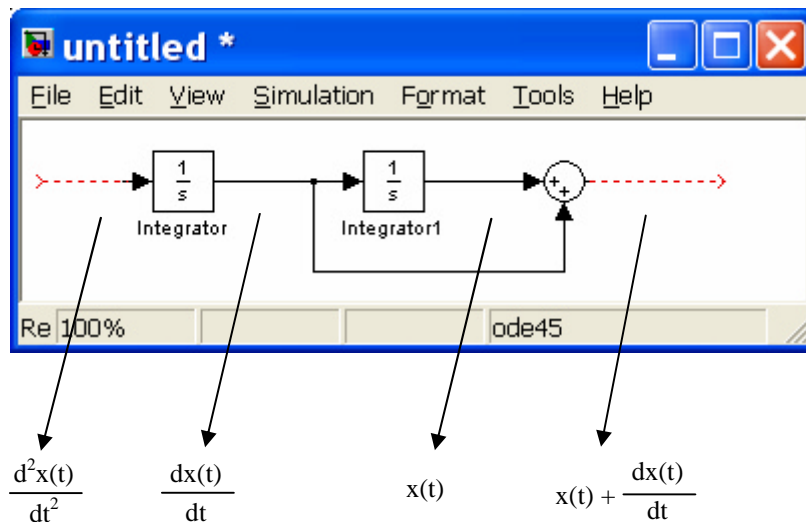 untitled *
File Edit View Simulation Format Tools Help
1/s 1/s + +
Integrator Integrator1
Re 100% ode45
d²x(t)/dt² dx(t)/dt x(t) x(t) + dx(t)/dt